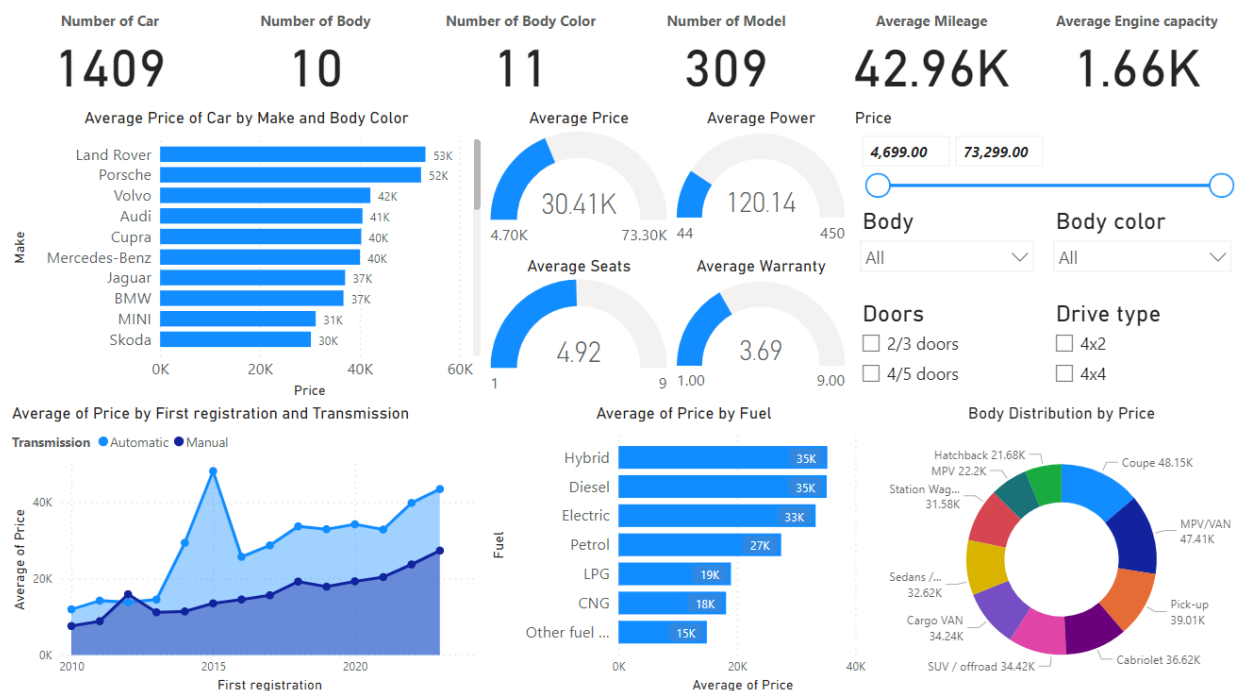 Number of Car
Number of Body
Number of Body Color
Number of Model
Average Mileage
Average Engine capacity
1409
10
11
309
42.96K
1.66K
Average Price of Car by Make and Body Color
Make
Land Rover 53K
Porsche 52K
Volvo 42K
Audi 41K
Cupra 40K
Mercedes-Benz 40K
Jaguar 37K
BMW 37K
MINI 31K
Skoda 30K
0K 20K 40K 60K
Price
Average Price
30.41K
4.70K 73.30K
Average Power
120.14
44 450
Average Seats
4.92
1 9
Average Warranty
3.69
1.00 9.00
Price
4,699.00 73,299.00
Body
All
Body color
All
Doors
2/3 doors
4/5 doors
Drive type
4x2
4x4
Average of Price by First registration and Transmission
Transmission Automatic Manual
Average of Price
40K
20K
0K
2010 2015 2020
First registration
Average of Price by Fuel
Fuel
Hybrid 35K
Diesel 35K
Electric 33K
Petrol 27K
LPG 19K
CNG 18K
Other fuel ... 15K
0K 20K 40K
Average of Price
Body Distribution by Price
Coupe 48.15K
MPV/VAN
47.41K
Pick-up
39.01K
Cabriolet 36.62K
SUV / offroad 34.42K
Cargo VAN
34.24K
Sedans /...
32.62K
Station Wag...
31.58K
MPV 22.2K
Hatchback 21.68K